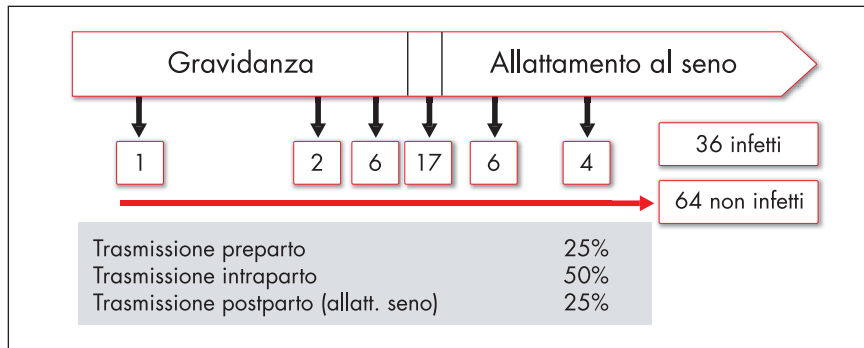 Gravidanza Allattamento al seno
1 2 6 17 6 4
36 infetti
64 non infetti
Trasmissione preparto 25%
Trasmissione intraparto 50%
Trasmissione postparto (allatt. seno) 25%